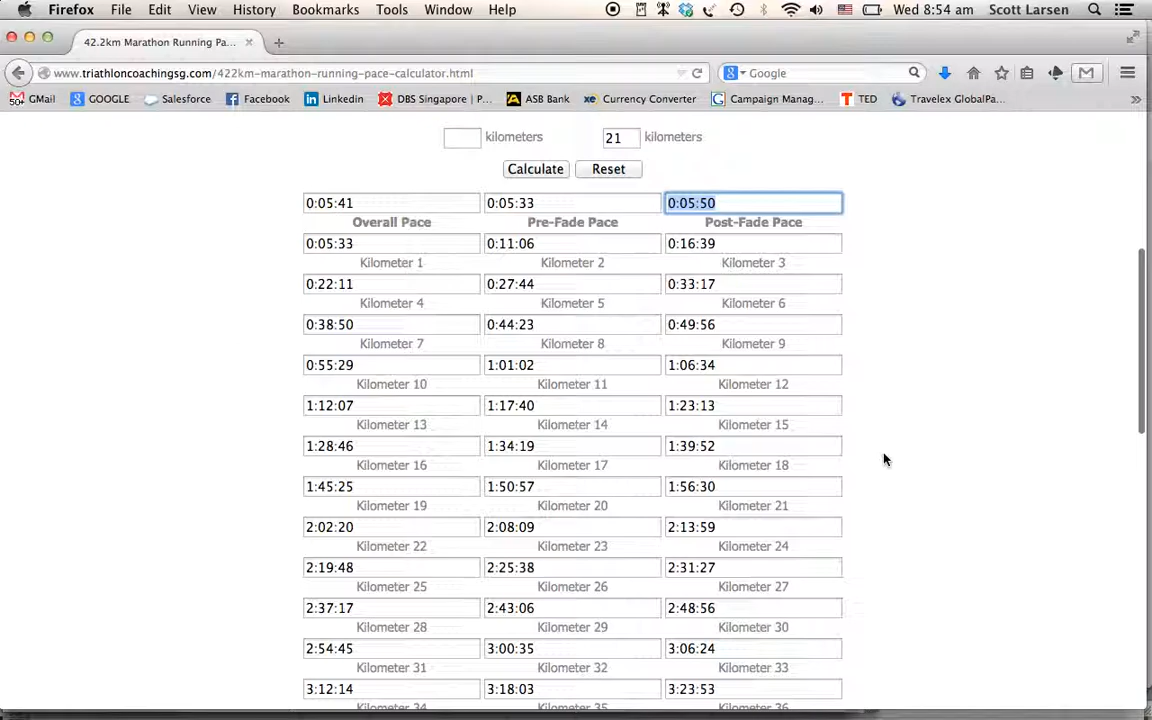 Firefox File Edit View History Bookmarks Tools Window Help Wed 8:54 am Scott Larsen
42.2km Marathon Running Pa...
www.triathloncoachingsg.com/422km-marathon-running-pace-calculator.html Google
GMail GOOGLE Salesforce Facebook Linkedin DBS Singapore | P... ASB Bank Currency Converter Campaign Manag... TED Travelex GlobalPa...
kilometers 21 kilometers
Calculate Reset
0:05:41 0:05:33 0:05:50
Overall Pace Pre-Fade Pace Post-Fade Pace
0:05:33 0:11:06 0:16:39
Kilometer 1 Kilometer 2 Kilometer 3
0:22:11 0:27:44 0:33:17
Kilometer 4 Kilometer 5 Kilometer 6
0:38:50 0:44:23 0:49:56
Kilometer 7 Kilometer 8 Kilometer 9
0:55:29 1:01:02 1:06:34
Kilometer 10 Kilometer 11 Kilometer 12
1:12:07 1:17:40 1:23:13
Kilometer 13 Kilometer 14 Kilometer 15
1:28:46 1:34:19 1:39:52
Kilometer 16 Kilometer 17 Kilometer 18
1:45:25 1:50:57 1:56:30
Kilometer 19 Kilometer 20 Kilometer 21
2:02:20 2:08:09 2:13:59
Kilometer 22 Kilometer 23 Kilometer 24
2:19:48 2:25:38 2:31:27
Kilometer 25 Kilometer 26 Kilometer 27
2:37:17 2:43:06 2:48:56
Kilometer 28 Kilometer 29 Kilometer 30
2:54:45 3:00:35 3:06:24
Kilometer 31 Kilometer 32 Kilometer 33
3:12:14 3:18:03 3:23:53
Kilometer 34 Kilometer 35 Kilometer 36